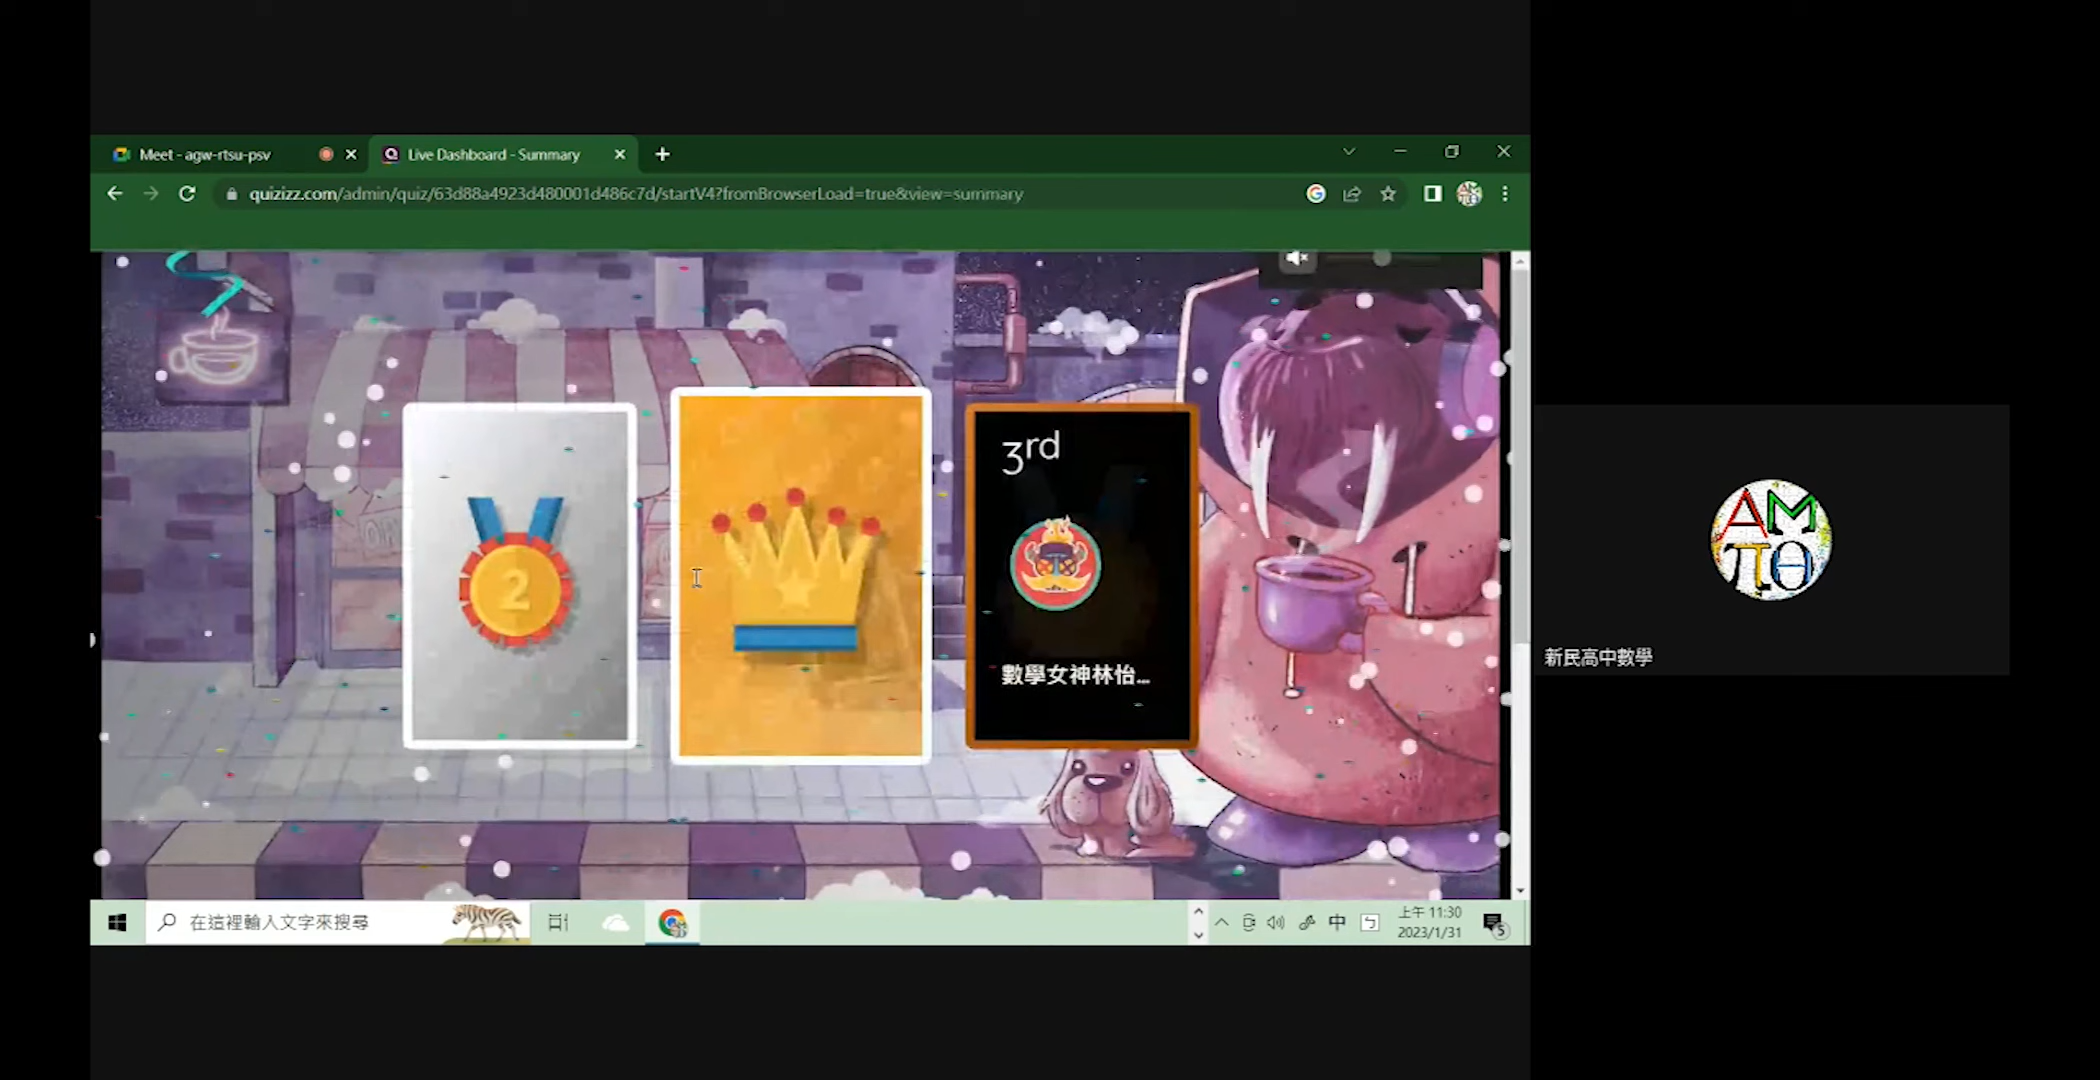 Meet - agw-rtsu-psv
Live Dashboard - Summary
quizizz.com/admin/quiz/63d88a4923d480001d486c7d/startV4?fromBrowserLoad=true&view=summary
2
3rd
數學女神林怡...
AM
πθ
新民高中數學
在這裡輸入文字來搜尋
中
上午 11:30
2023/1/31
5